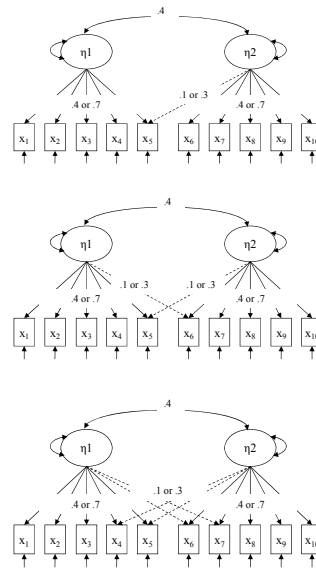 .4
η1 η2
.1 or .3
.4 or .7 .4 or .7
x1 x2 x3 x4 x5 x6 x7 x8 x9 x10
.4
η1 η2
.1 or .3 .1 or .3
.4 or .7 .4 or .7
x1 x2 x3 x4 x5 x6 x7 x8 x9 x10
.4
η1 η2
.1 or .3
.4 or .7 .4 or .7
x1 x2 x3 x4 x5 x6 x7 x8 x9 x10